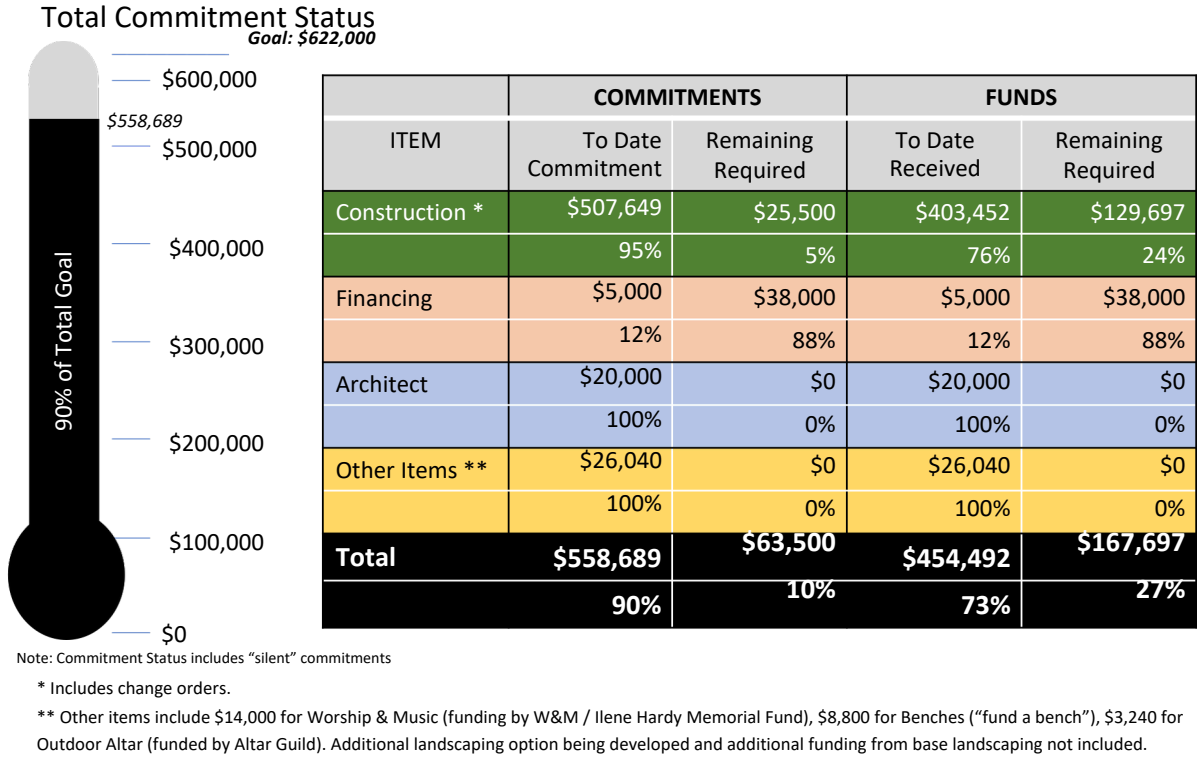 Total Commitment Status
Goal: $622,000
$600,000
$558,689
$500,000
$400,000
$300,000
$200,000
$100,000
$0
90% of Total Goal
COMMITMENTS FUNDS
ITEM To Date Commitment Remaining Required To Date Received Remaining Required
Construction * $507,649 $25,500 $403,452 $129,697
95% 5% 76% 24%
Financing $5,000 $38,000 $5,000 $38,000
12% 88% 12% 88%
Architect $20,000 $0 $20,000 $0
100% 0% 100% 0%
Other Items ** $26,040 $0 $26,040 $0
100% 0% 100% 0%
Total $558,689 $63,500 $454,492 $167,697
90% 10% 73% 27%
Note: Commitment Status includes “silent” commitments
* Includes change orders.
** Other items include $14,000 for Worship & Music (funding by W&M / Ilene Hardy Memorial Fund), $8,800 for Benches (“fund a bench”), $3,240 for
Outdoor Altar (funded by Altar Guild). Additional landscaping option being developed and additional funding from base landscaping not included.